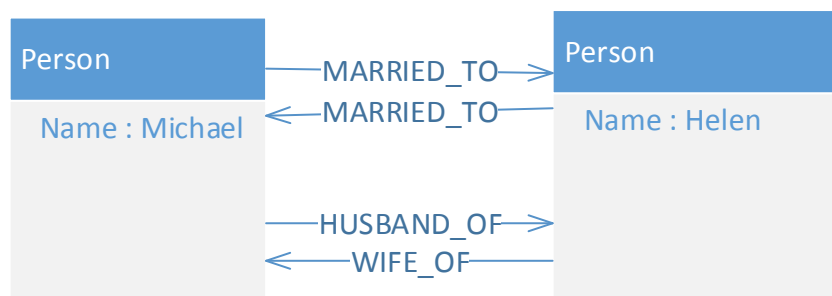 Person
Name : Michael
MARRIED_TO
MARRIED_TO
HUSBAND_OF
WIFE_OF
Person
Name : Helen